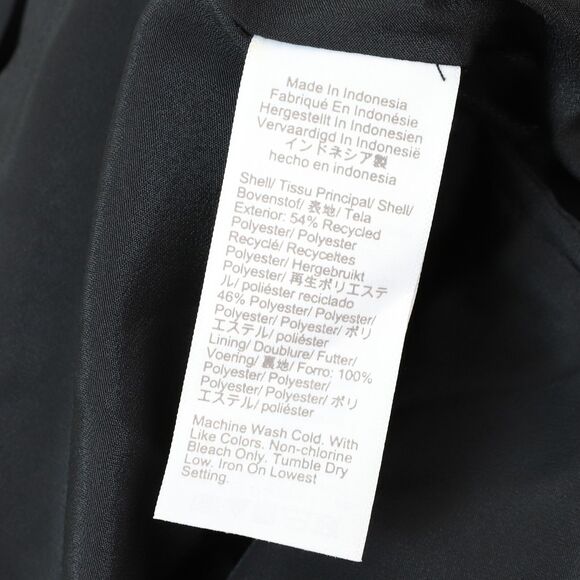 Made In Indonesia
Fabriqué En Indonésie
Hergestellt In Indonesien
Vervaardigd In Indonesië
インドネシア製
hecho en indonesia
Shell/ Tissu Principal/ Shell/
Bovenstof/ 表地/ Tela
Exterior: 54% Recycled
Polyester/ Polyester
Recyclé/ Recyceltes
Polyester/ Hergebruikt
Polyester/ 再生ポリエステ
ル/ poliéster reciclado
46% Polyester/ Polyester/
Polyester/ Polyester/ ポリ
エステル/ poliéster
Lining/ Doublure/ Futter/
Voering/ 裏地/ Forro: 100%
Polyester/ Polyester/
Polyester/ Polyester/ ポリ
エステル/ poliéster
Machine Wash Cold. With
Like Colors. Non-chlorine
Bleach Only. Tumble Dry
Low. Iron On Lowest
Setting.